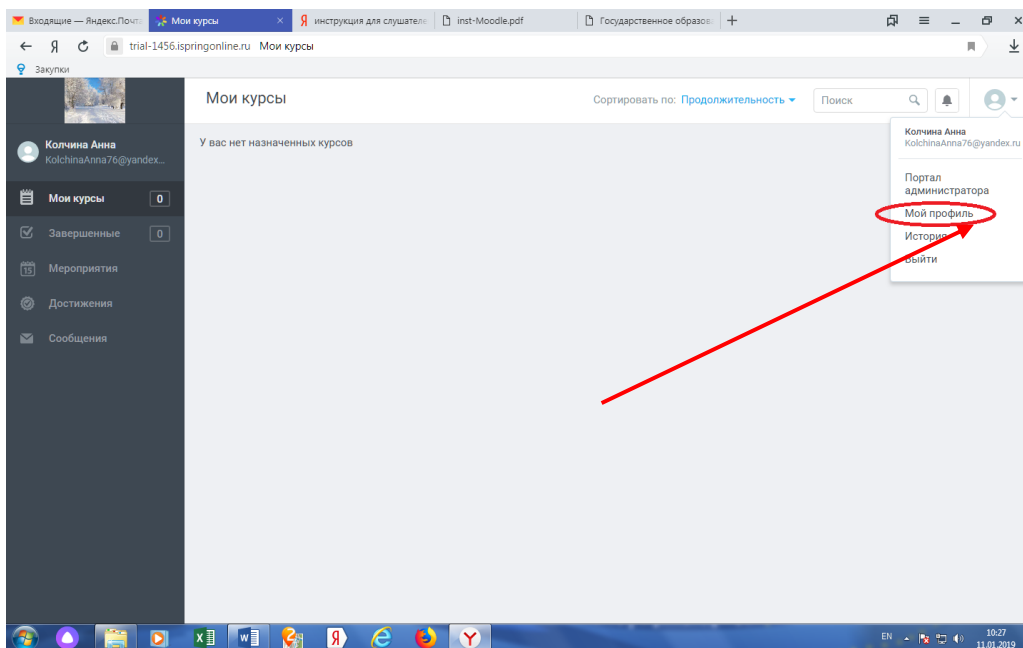 Входящие — Яндекс.Почта
Мои курсы
инструкция для слушателе
inst-Moodle.pdf
Государственное образова
trial-1456.ispringonline.ru Мои курсы
Закупки
Мои курсы
Сортировать по: Продолжительность
Поиск
Колчина Анна
KolchinaAnna76@yandex...
У вас нет назначенных курсов
Колчина Анна
KolchinaAnna76@yandex.ru
Портал
администратора
Мой профиль
История
Выйти
Мои курсы 0
Завершенные 0
15 Мероприятия
Достижения
Сообщения
EN
10:27
11.01.2019